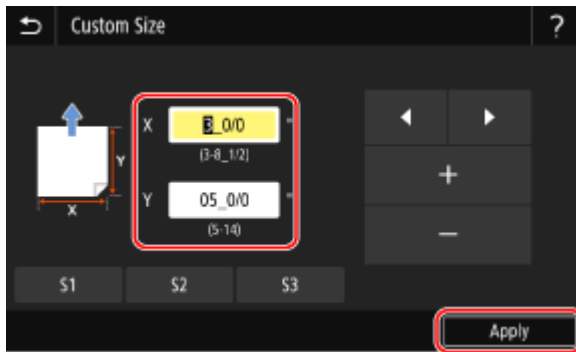 Custom Size ?
X 3_0/0 "
(3-8_1/2)
Y 05_0/0 "
(5-14)
Y
X
+
−
S1 S2 S3
Apply